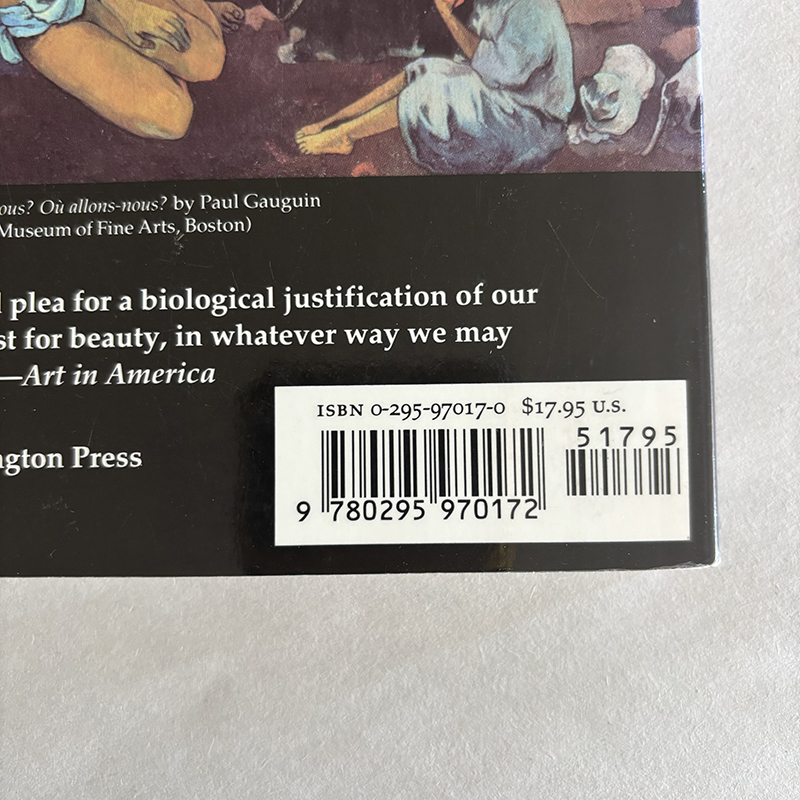 ous? Où allons-nous? by Paul Gauguin
Museum of Fine Arts, Boston)
plea for a biological justification of our
st for beauty, in whatever way we may
—Art in America
ngton Press
ISBN 0-295-97017-0 $17.95 U.S.
51795
9 780295 970172